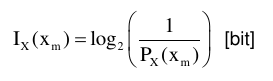 I_X(x_m) = log_2 ( 1 / P_X(x_m) ) [bit]